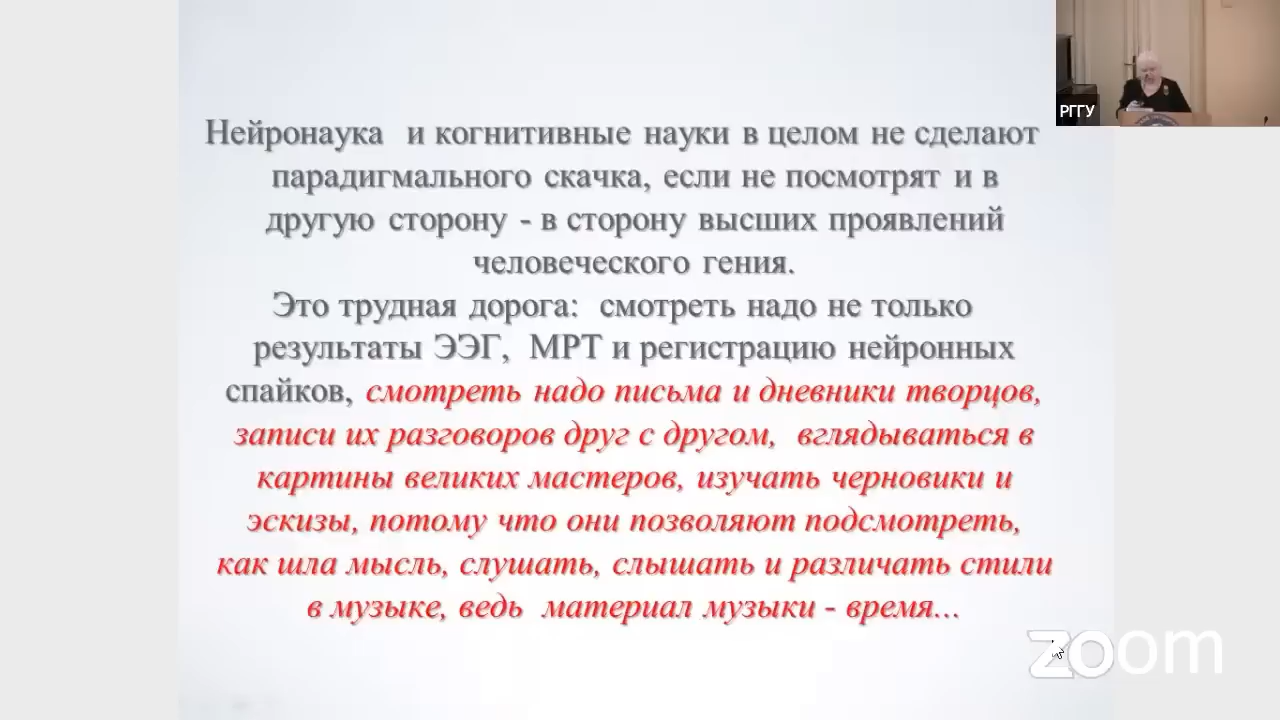 РГГУ
Нейронаука и когнитивные науки в целом не сделают
парадигмального скачка, если не посмотрят и в
другую сторону - в сторону высших проявлений
человеческого гения.
Это трудная дорога: смотреть надо не только
результаты ЭЭГ, МРТ и регистрацию нейронных
спайков, смотреть надо письма и дневники творцов,
записи их разговоров друг с другом, вглядываться в
картины великих мастеров, изучать черновики и
эскизы, потому что они позволяют подсмотреть,
как шла мысль, слушать, слышать и различать стили
в музыке, ведь материал музыки - время...
zoom